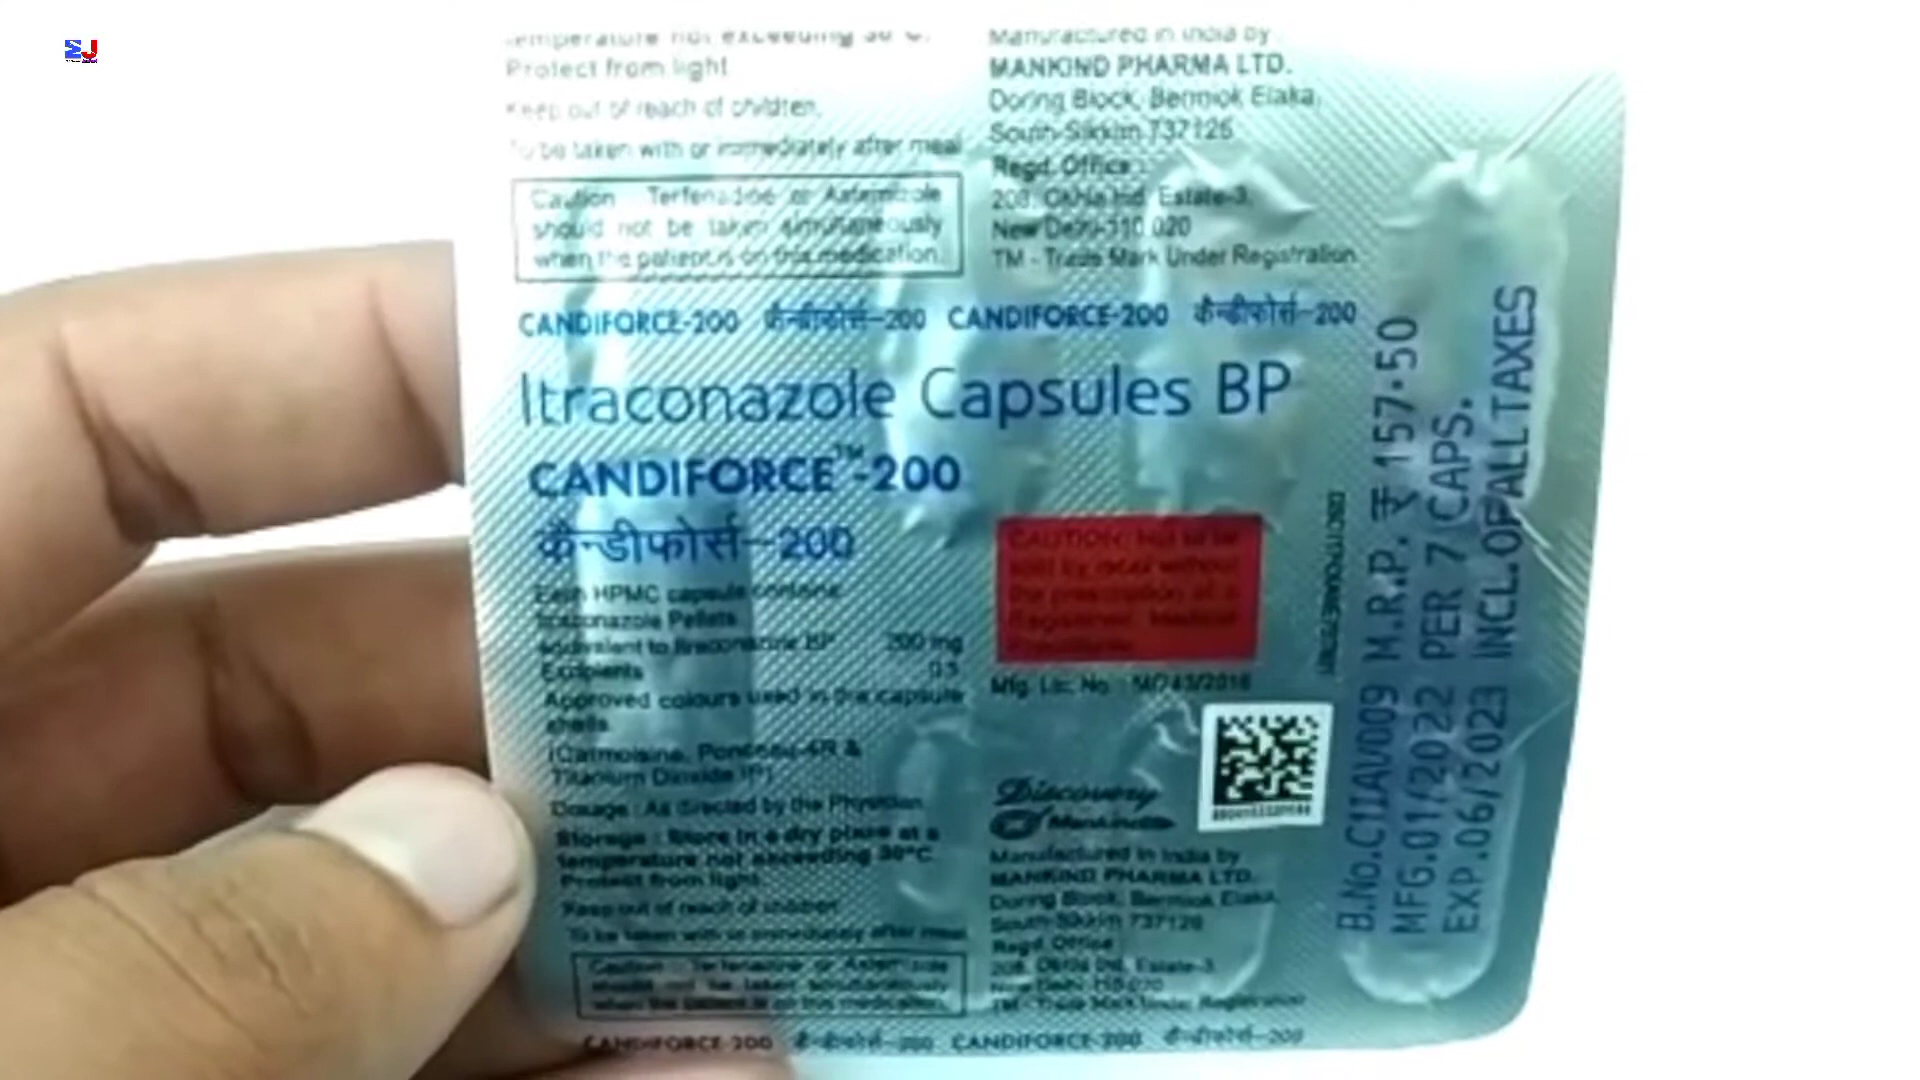 temperature not exceeding 30°C.
Protect from light
Keep out of reach of children.
To be taken with or immediately after meal
Caution : Terfenadine or Astemizole
should not be taken simultaneously
when the patient is on this medication.
Manufactured in India by :
MANKIND PHARMA LTD.
Doring Block, Bermiok Elaka,
South-Sikkim 737126
Regd. Office :
208, Okhla Ind. Estate-3,
New Delhi-110 020
TM - Trade Mark Under Registration
CANDIFORCE-200 कैन्डीफोर्स-200 CANDIFORCE-200 कैन्डीफोर्स-200
Itraconazole Capsules BP
CANDIFORCE™-200
कैन्डीफोर्स-200
Each HPMC capsule contains:
Itraconazole Pellets
equivalent to Itraconazole BP 200 mg
Excipients q.s.
Approved colours used in the capsule
shells
(Carmoisine, Ponceau-4R &
Titanium Dioxide IP)
Dosage : As directed by the Physician
Storage : Store in a dry place at a
temperature not exceeding 30°C.
Protect from light.
Keep out of reach of children
To be taken with or immediately after meal
Caution : Terfenadine or Astemizole
should not be taken simultaneously
when the patient is on this medication.
CAUTION: Not to be
sold by retail without
the prescription of a
Registered Medical
Practitioner
Mfg. Lic. No.
Discovery
Mankind
Manufactured in India by
MANKIND PHARMA LTD.
Doring Block, Bermiok Elaka,
South-Sikkim 737126
Regd. Office
208, Okhla Ind. Estate-3,
New Delhi-110 020
TM - Trade Mark Under Registration
B.No.C11AV009 M.R.P. ₹ 157.50
MFG.01/2022 PER 7 CAPS.
EXP.06/2023 INCL.OF ALL TAXES
CANDIFORCE-200 कैन्डीफोर्स-200 CANDIFORCE-200 कैन्डीफोर्स-200